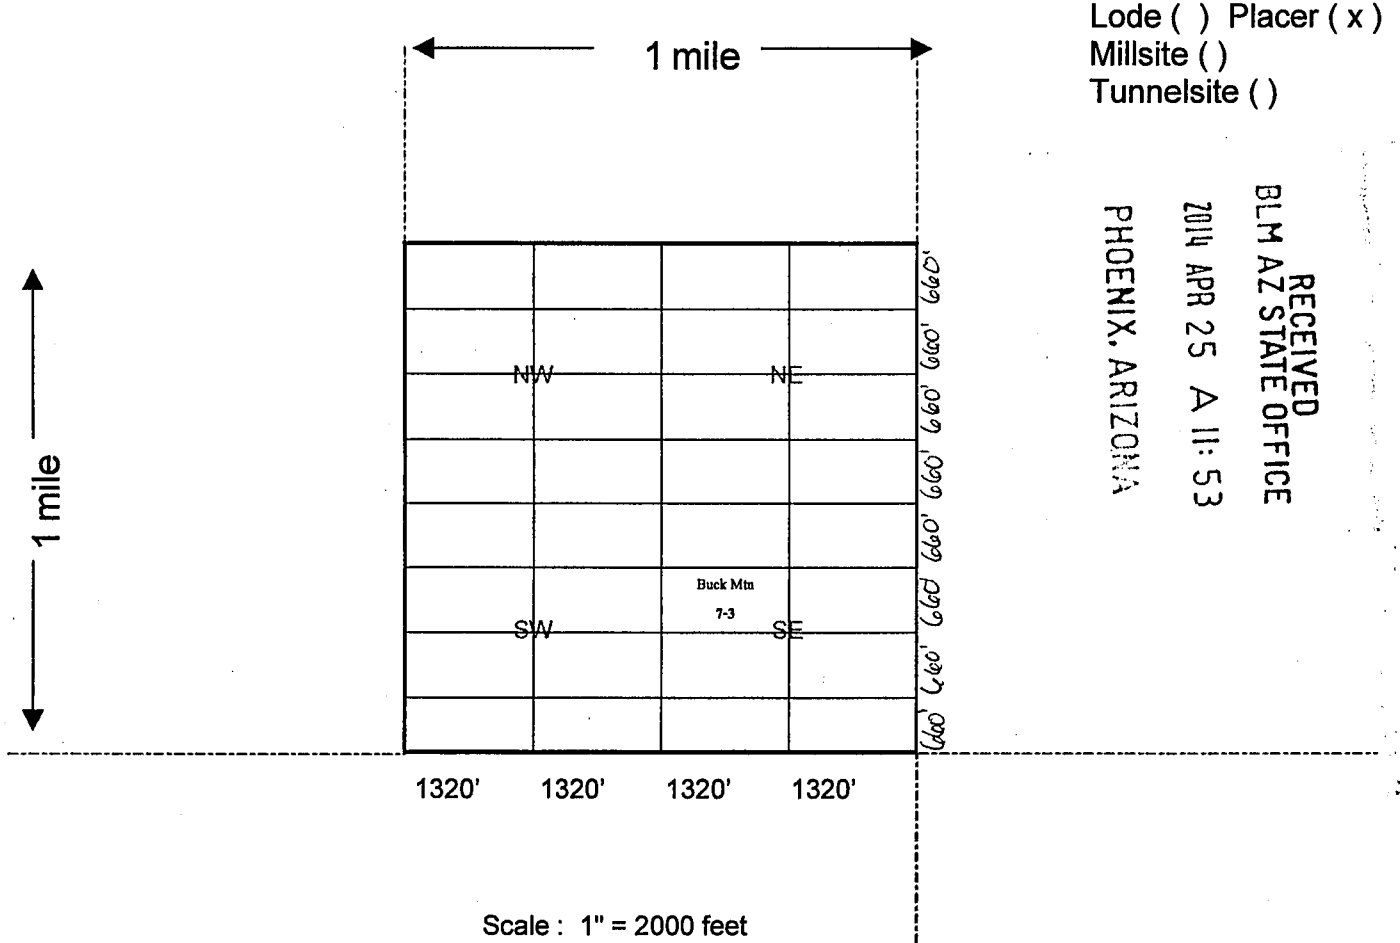 Lode ( ) Placer ( x )
Millsite ( )
Tunnelsite ( )
1 mile
RECEIVED
BLM AZ STATE OFFICE
2014 APR 25 A 11: 53
PHOENIX, ARIZONA
1 mile
NW
NE
SW
SE
Buck Mtn
7-3
660'
660'
660'
660'
660'
660
660'
660'
1320' 1320' 1320' 1320'
Scale : 1" = 2000 feet